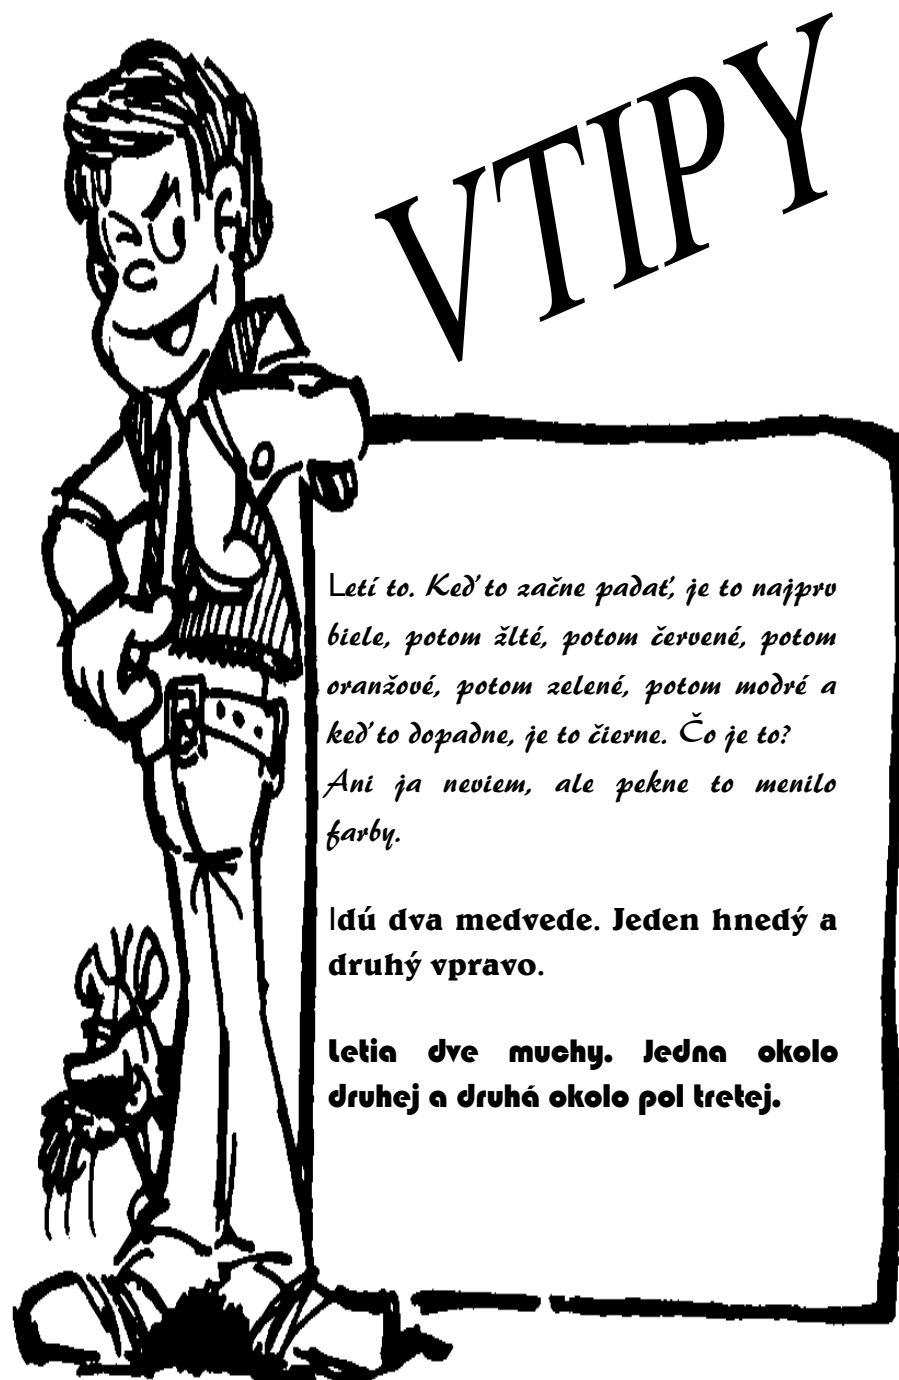 VTIPY
Letí to. Keď to začne padať, je to najprv
biele, potom žlté, potom červené, potom
oranžové, potom zelené, potom modré a
keď to dopadne, je to čierne. Čo je to?
Ani ja neviem, ale pekne to menilo
farby.
Idú dva medvede. Jeden hnedý a
druhý vpravo.
Letia dve muchy. Jedna okolo
druhej a druhá okolo pol tretej.